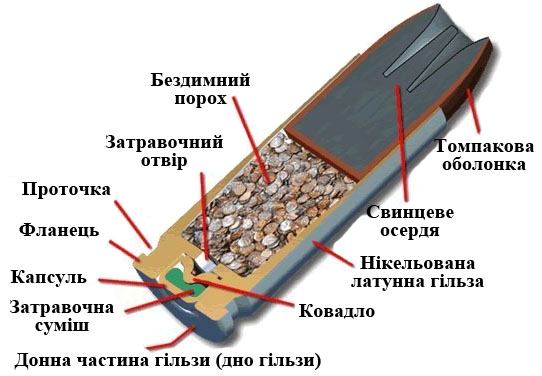 Бездимний
порох
Затравочний
отвір
Томпакова
оболонка
Проточка
Свинцеве
осердя
Фланець
Нікельована
латунна гільза
Капсуль
Затравочна
суміш
Ковадло
Донна частина гільзи (дно гільзи)